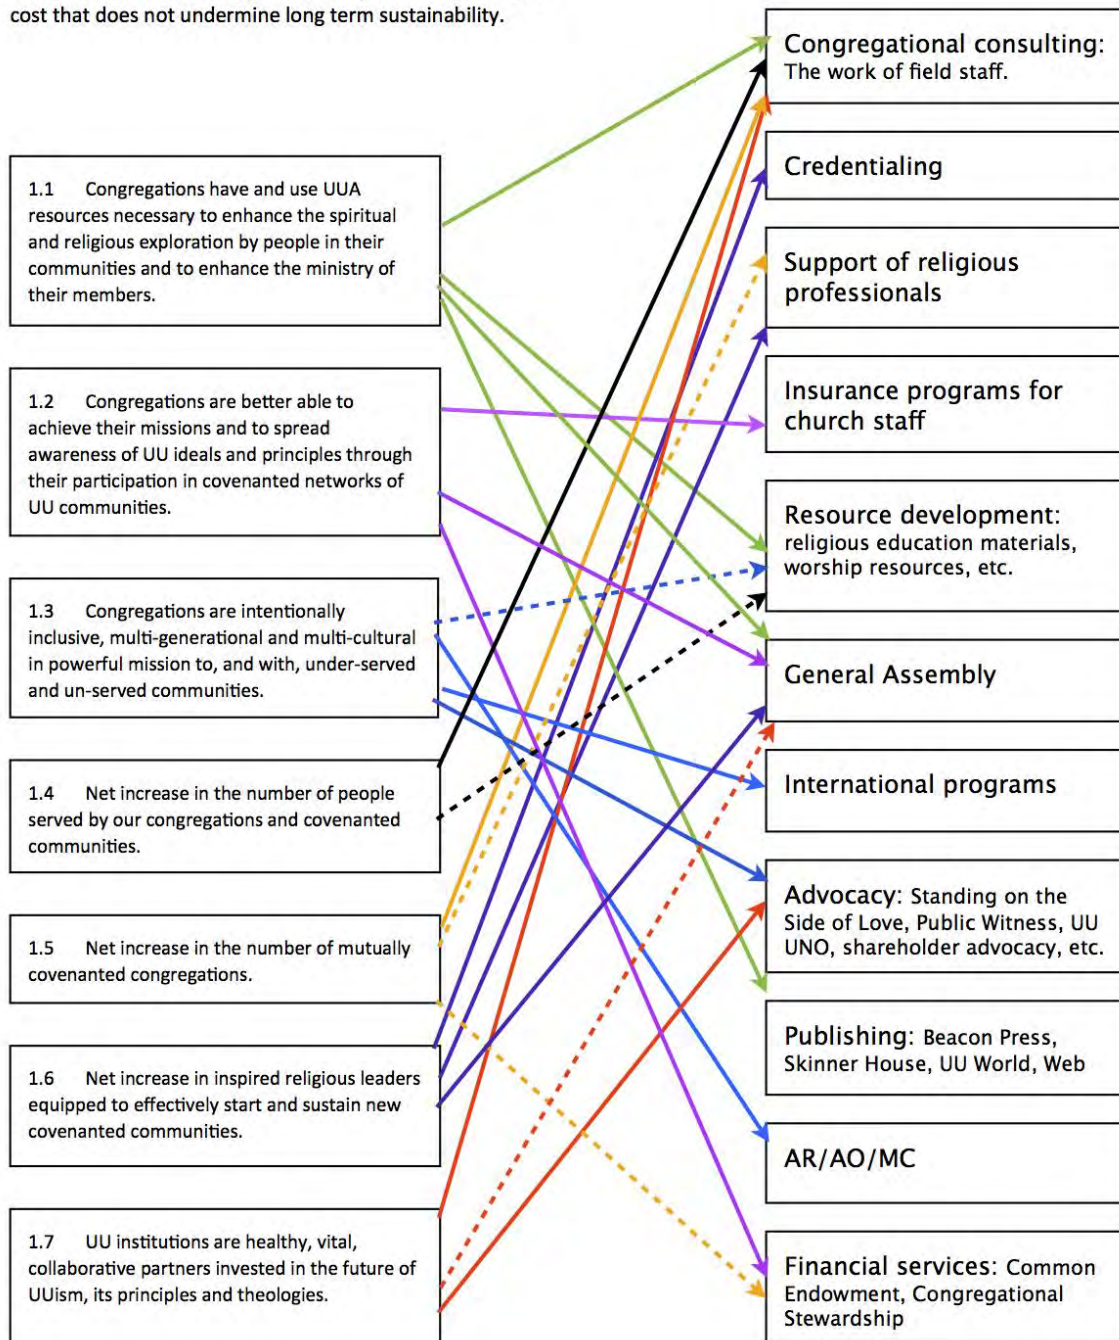 cost that does not undermine long term sustainability.
1.1 Congregations have and use UUA
resources necessary to enhance the spiritual
and religious exploration by people in their
communities and to enhance the ministry of
their members.
1.2 Congregations are better able to
achieve their missions and to spread
awareness of UU ideals and principles through
their participation in covenanted networks of
UU communities.
1.3 Congregations are intentionally
inclusive, multi-generational and multi-cultural
in powerful mission to, and with, under-served
and un-served communities.
1.4 Net increase in the number of people
served by our congregations and covenanted
communities.
1.5 Net increase in the number of mutually
covenanted congregations.
1.6 Net increase in inspired religious leaders
equipped to effectively start and sustain new
covenanted communities.
1.7 UU institutions are healthy, vital,
collaborative partners invested in the future of
UUism, its principles and theologies.
Congregational consulting:
The work of field staff.
Credentialing
Support of religious
professionals
Insurance programs for
church staff
Resource development:
religious education materials,
worship resources, etc.
General Assembly
International programs
Advocacy: Standing on the
Side of Love, Public Witness, UU
UNO, shareholder advocacy, etc.
Publishing: Beacon Press,
Skinner House, UU World, Web
AR/AO/MC
Financial services: Common
Endowment, Congregational
Stewardship